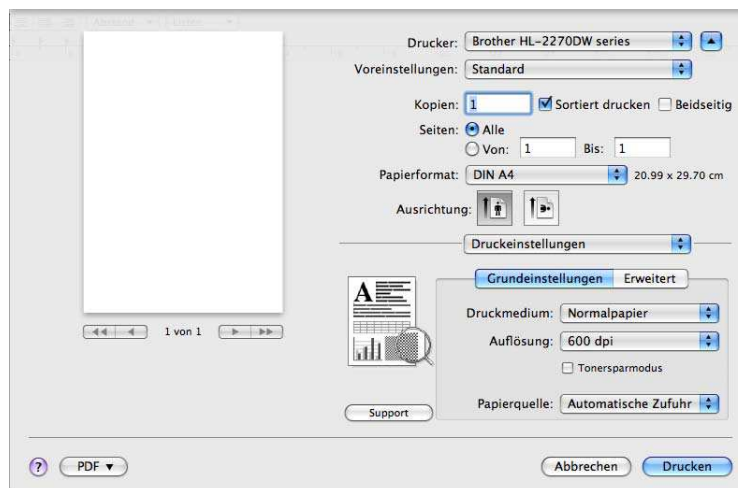 Drucker: Brother HL-2270DW series
Voreinstellungen: Standard
Kopien: 1 Sortiert drucken Beidseitig
Seiten: Alle
Von: 1 Bis: 1
Papierformat: DIN A4 20.99 x 29.70 cm
Ausrichtung:
Druckeinstellungen
Grundeinstellungen Erweitert
A
Druckmedium: Normalpapier
Auflösung: 600 dpi
Tonersparmodus
Papierquelle: Automatische Zufuhr
1 von 1
Support
? PDF Abbrechen Drucken